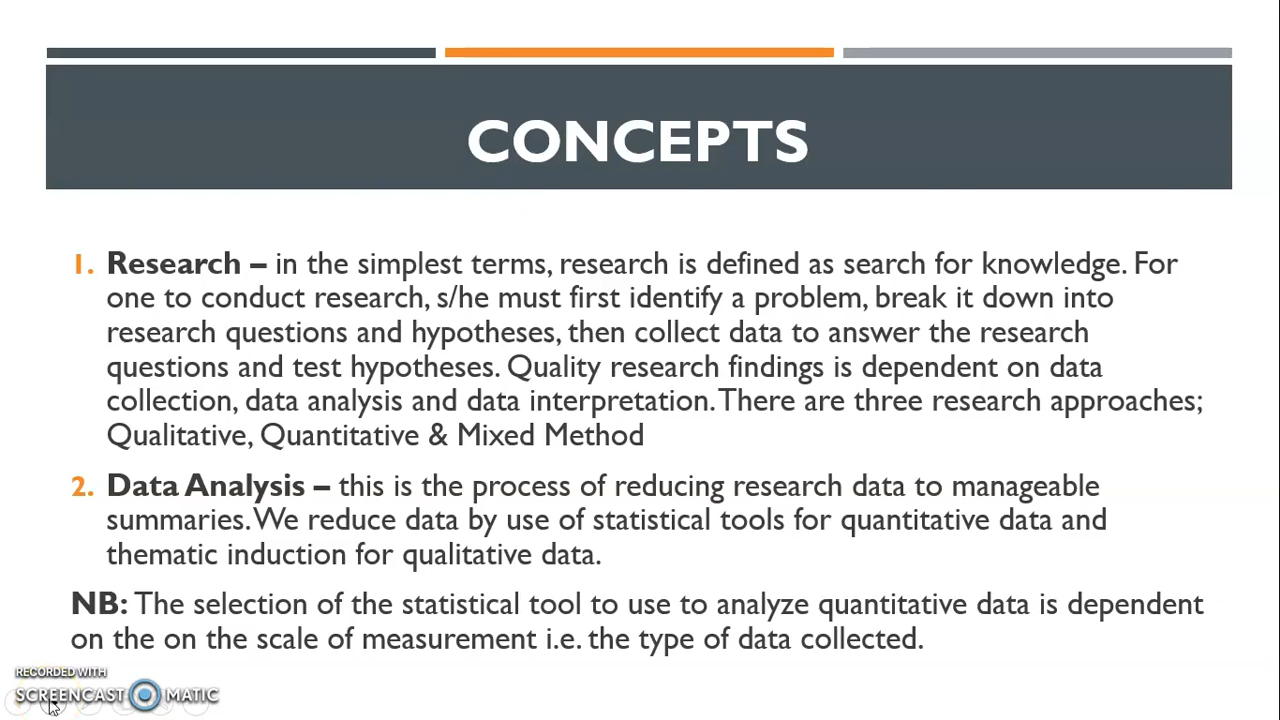 CONCEPTS
1. Research – in the simplest terms, research is defined as search for knowledge. For
one to conduct research, s/he must first identify a problem, break it down into
research questions and hypotheses, then collect data to answer the research
questions and test hypotheses. Quality research findings is dependent on data
collection, data analysis and data interpretation. There are three research approaches;
Qualitative, Quantitative & Mixed Method
2. Data Analysis – this is the process of reducing research data to manageable
summaries. We reduce data by use of statistical tools for quantitative data and
thematic induction for qualitative data.
NB: The selection of the statistical tool to use to analyze quantitative data is dependent
on the on the scale of measurement i.e. the type of data collected.
RECORDED WITH
SCREENCAST MATIC